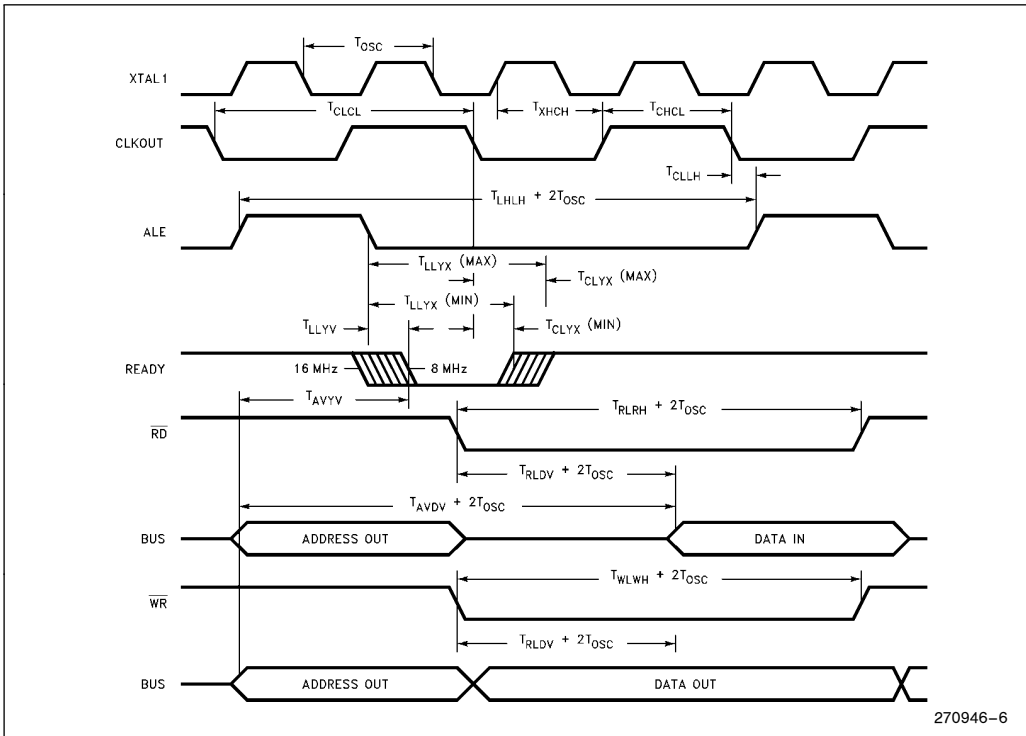 T_OSC
XTAL1
T_CLCL
T_XHCH
T_CHCL
CLKOUT
T_CLLH
T_LHLH + 2T_OSC
ALE
T_LLYX (MAX)
T_CLYX (MAX)
T_LLYX (MIN)
T_LLYV
T_CLYX (MIN)
READY
16 MHz
8 MHz
T_AVYV
T_RLRH + 2T_OSC
RD
T_RLDV + 2T_OSC
T_AVDV + 2T_OSC
BUS
ADDRESS OUT
DATA IN
T_WLWH + 2T_OSC
WR
T_RLDV + 2T_OSC
BUS
ADDRESS OUT
DATA OUT
270946-6